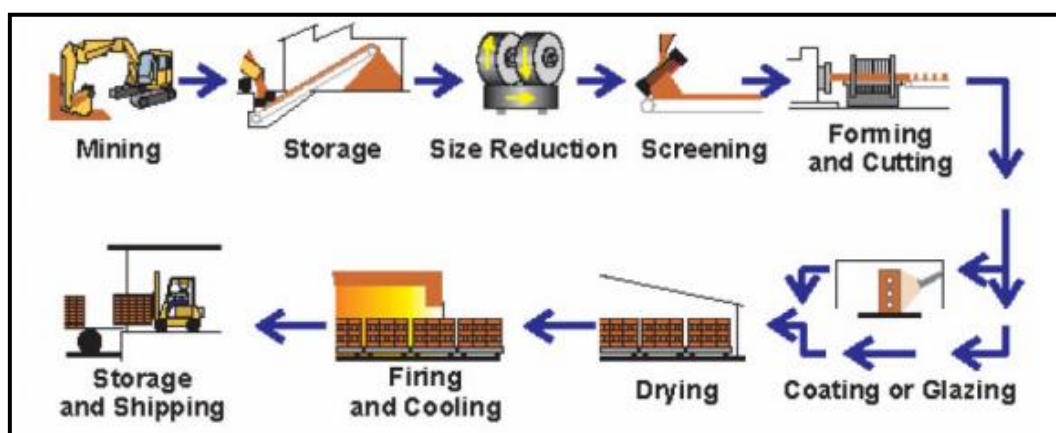 Mining
Storage
Size Reduction
Screening
Forming
and Cutting
Storage
and Shipping
Firing
and Cooling
Drying
Coating or Glazing